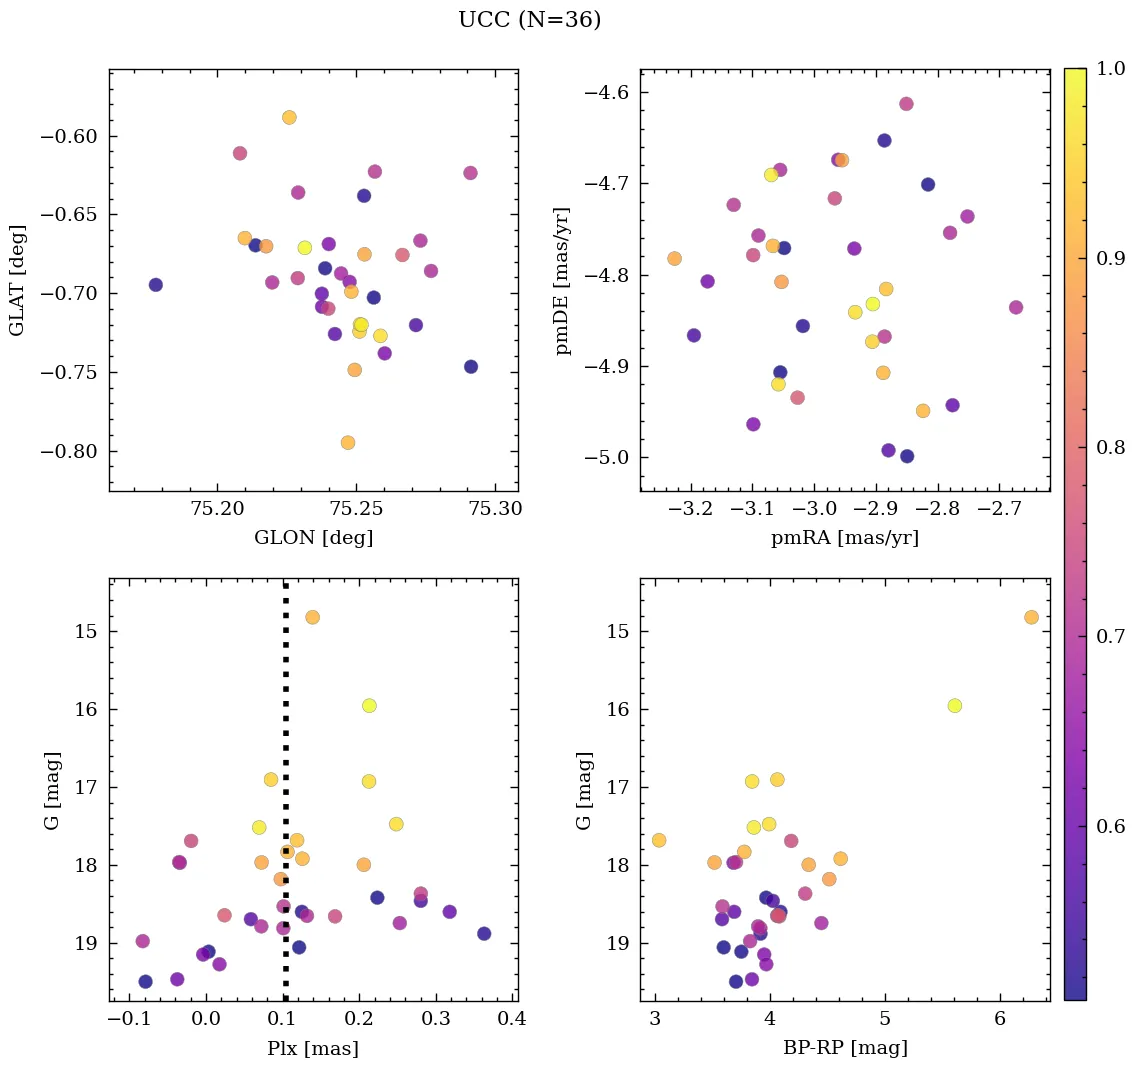 UCC (N=36)
−0.60
−0.65
−0.70
−0.75
−0.80
GLAT [deg]
75.20 75.25 75.30
GLON [deg]
−4.6
−4.7
−4.8
−4.9
−5.0
pmDE [mas/yr]
−3.2 −3.1 −3.0 −2.9 −2.8 −2.7
pmRA [mas/yr]
15
16
17
18
19
G [mag]
−0.1 0.0 0.1 0.2 0.3 0.4
Plx [mas]
15
16
17
18
19
G [mag]
3 4 5 6
BP-RP [mag]
1.0
0.9
0.8
0.7
0.6